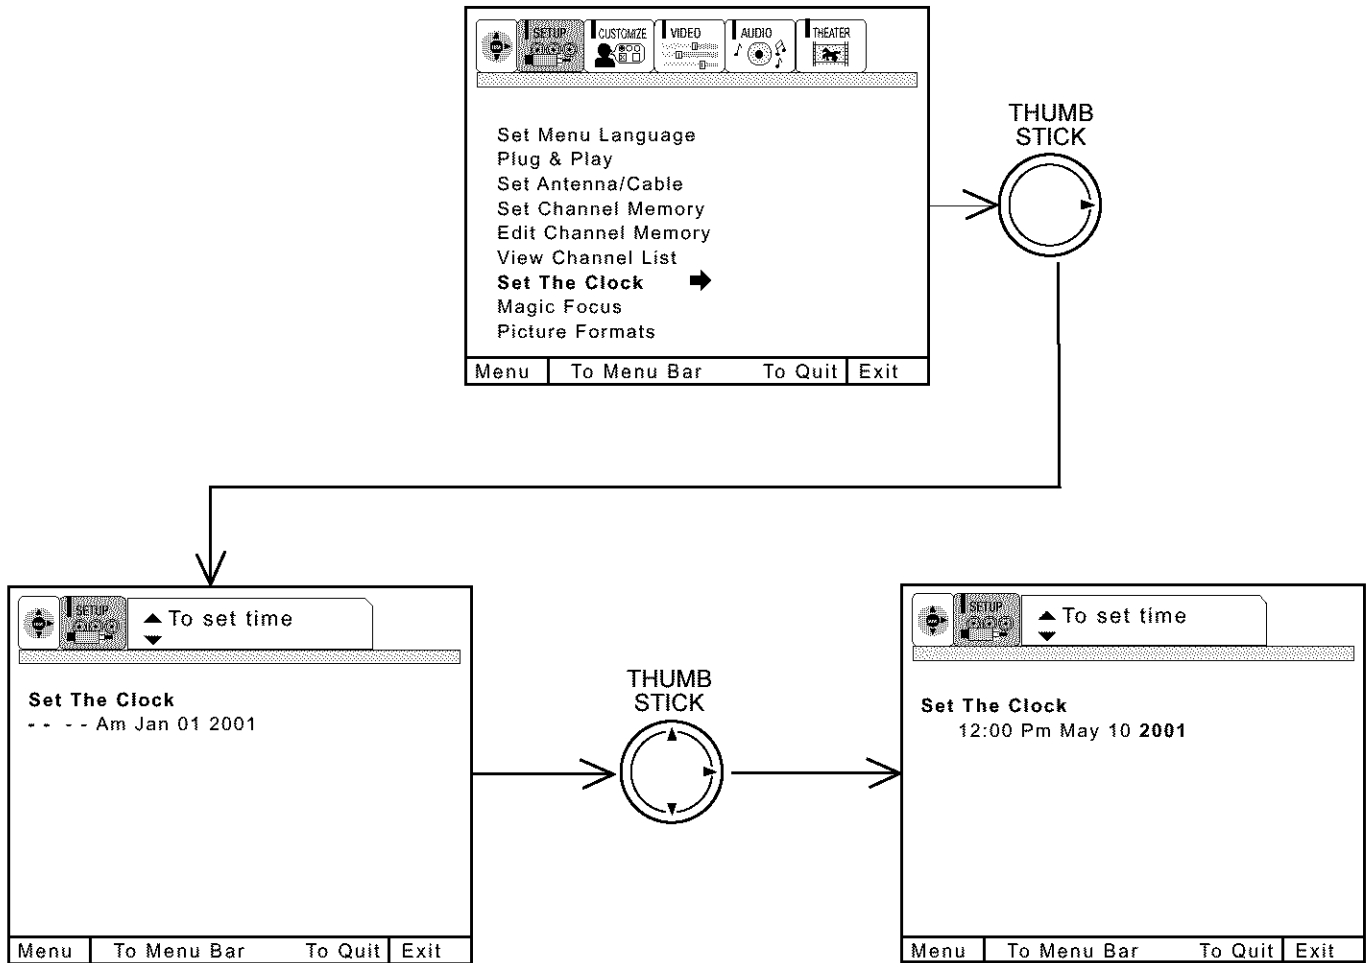 SETUP
CUSTOMIZE
VIDEO
AUDIO
THEATER
Set Menu Language
Plug & Play
Set Antenna/Cable
Set Channel Memory
Edit Channel Memory
View Channel List
Set The Clock
Magic Focus
Picture Formats
Menu To Menu Bar To Quit Exit
THUMB
STICK
SETUP
To set time
Set The Clock
- - - - Am Jan 01 2001
Menu To Menu Bar To Quit Exit
THUMB
STICK
SETUP
To set time
Set The Clock
12:00 Pm May 10 2001
Menu To Menu Bar To Quit Exit